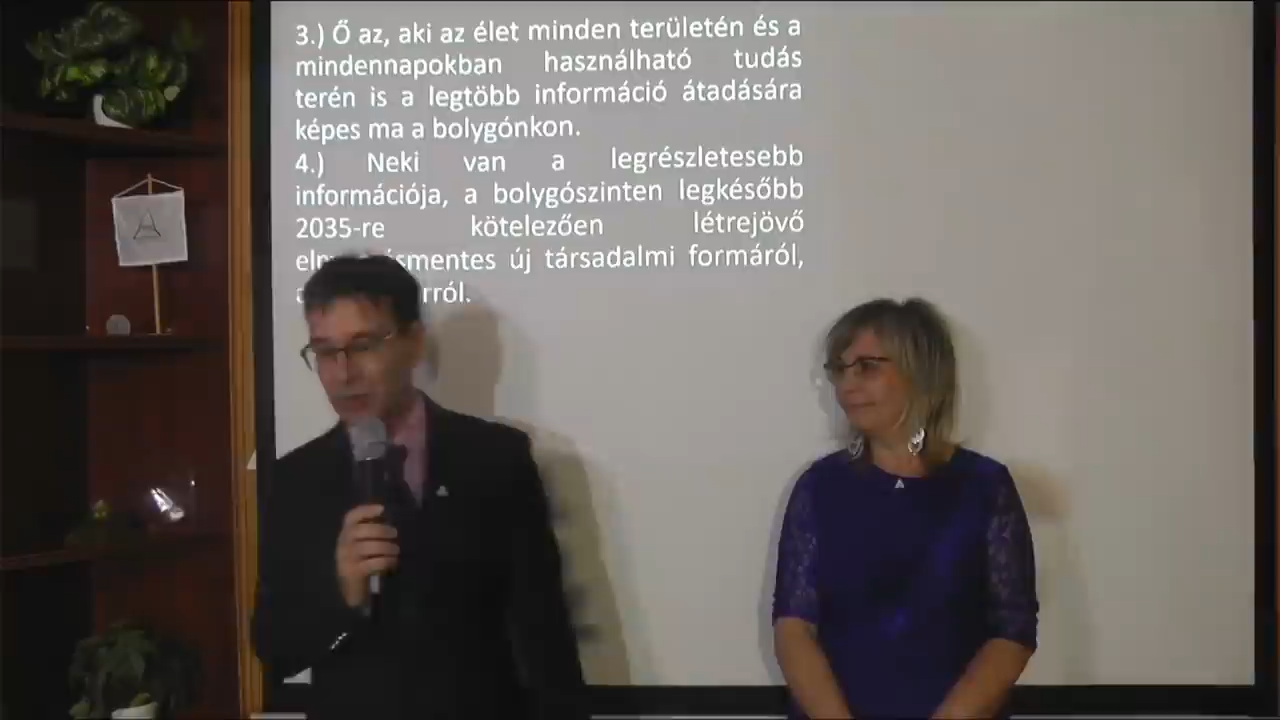 3.) Ő az, aki az élet minden területén és a
mindennapokban használható tudás
terén is a legtöbb információ átadására
képes ma a bolygónkon.
4.) Neki van a legrészletesebb
információja, a bolygószinten legkésőbb
2035-re kötelezően létrejövő
új társadalmi formáról,